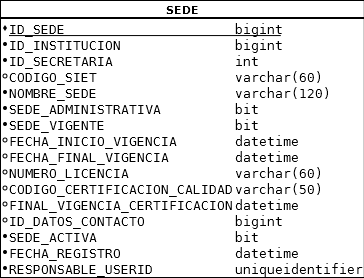 SEDE
ID_SEDE bigint
ID_INSTITUCION bigint
ID_SECRETARIA int
CODIGO_SIET varchar(60)
NOMBRE_SEDE varchar(120)
SEDE_ADMINISTRATIVA bit
SEDE_VIGENTE bit
FECHA_INICIO_VIGENCIA datetime
FECHA_FINAL_VIGENCIA datetime
NUMERO_LICENCIA varchar(60)
CODIGO_CERTIFICACION_CALIDAD varchar(50)
FINAL_VIGENCIA_CERTIFICACION datetime
ID_DATOS_CONTACTO bigint
SEDE_ACTIVA bit
FECHA_REGISTRO datetime
RESPONSABLE_USERID uniqueidentifier